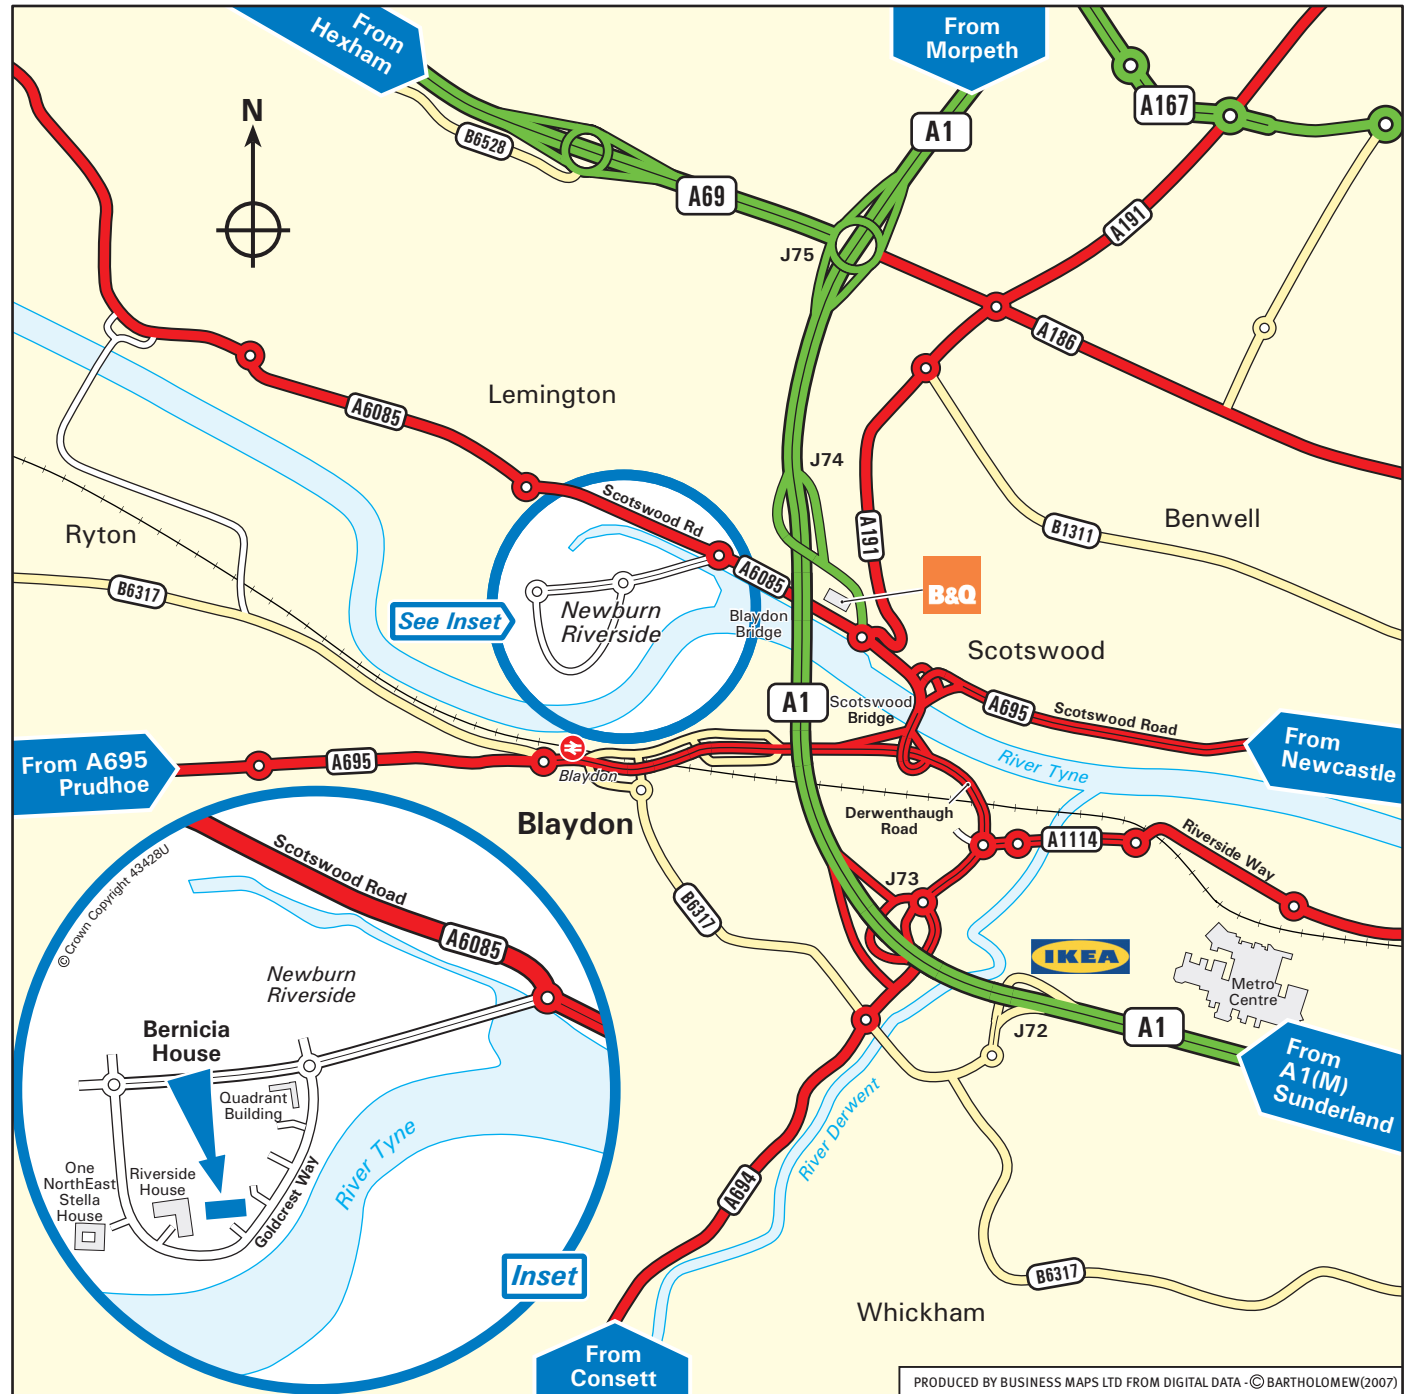 From
Hexham
From
Morpeth
N
A167
A1
B6528
A69
A191
J75
A186
Lemington
A6085
J74
Scotswood Rd
Ryton
A191
B1311
Benwell
A6085
B&Q
B6317
Newburn
Riverside
See Inset
Blaydon
Bridge
Scotswood
A1
Scotswood
Bridge
A695
Scotswood Road
From
Newcastle
From A695
Prudhoe
A695
Blaydon
River Tyne
Blaydon
Derwenthaugh
Road
A1114
Riverside Way
J73
B6317
IKEA
Metro
Centre
J72
A1
From
A1(M)
Sunderland
River Derwent
A694
B6317
Whickham
From
Consett
© Crown Copyright 43428U
Scotswood Road
A6085
Newburn
Riverside
Bernicia
House
Quadrant
Building
River Tyne
One
NorthEast
Stella
House
Riverside
House
Goldcrest Way
Inset
PRODUCED BY BUSINESS MAPS LTD FROM DIGITAL DATA - © BARTHOLOMEW(2007)